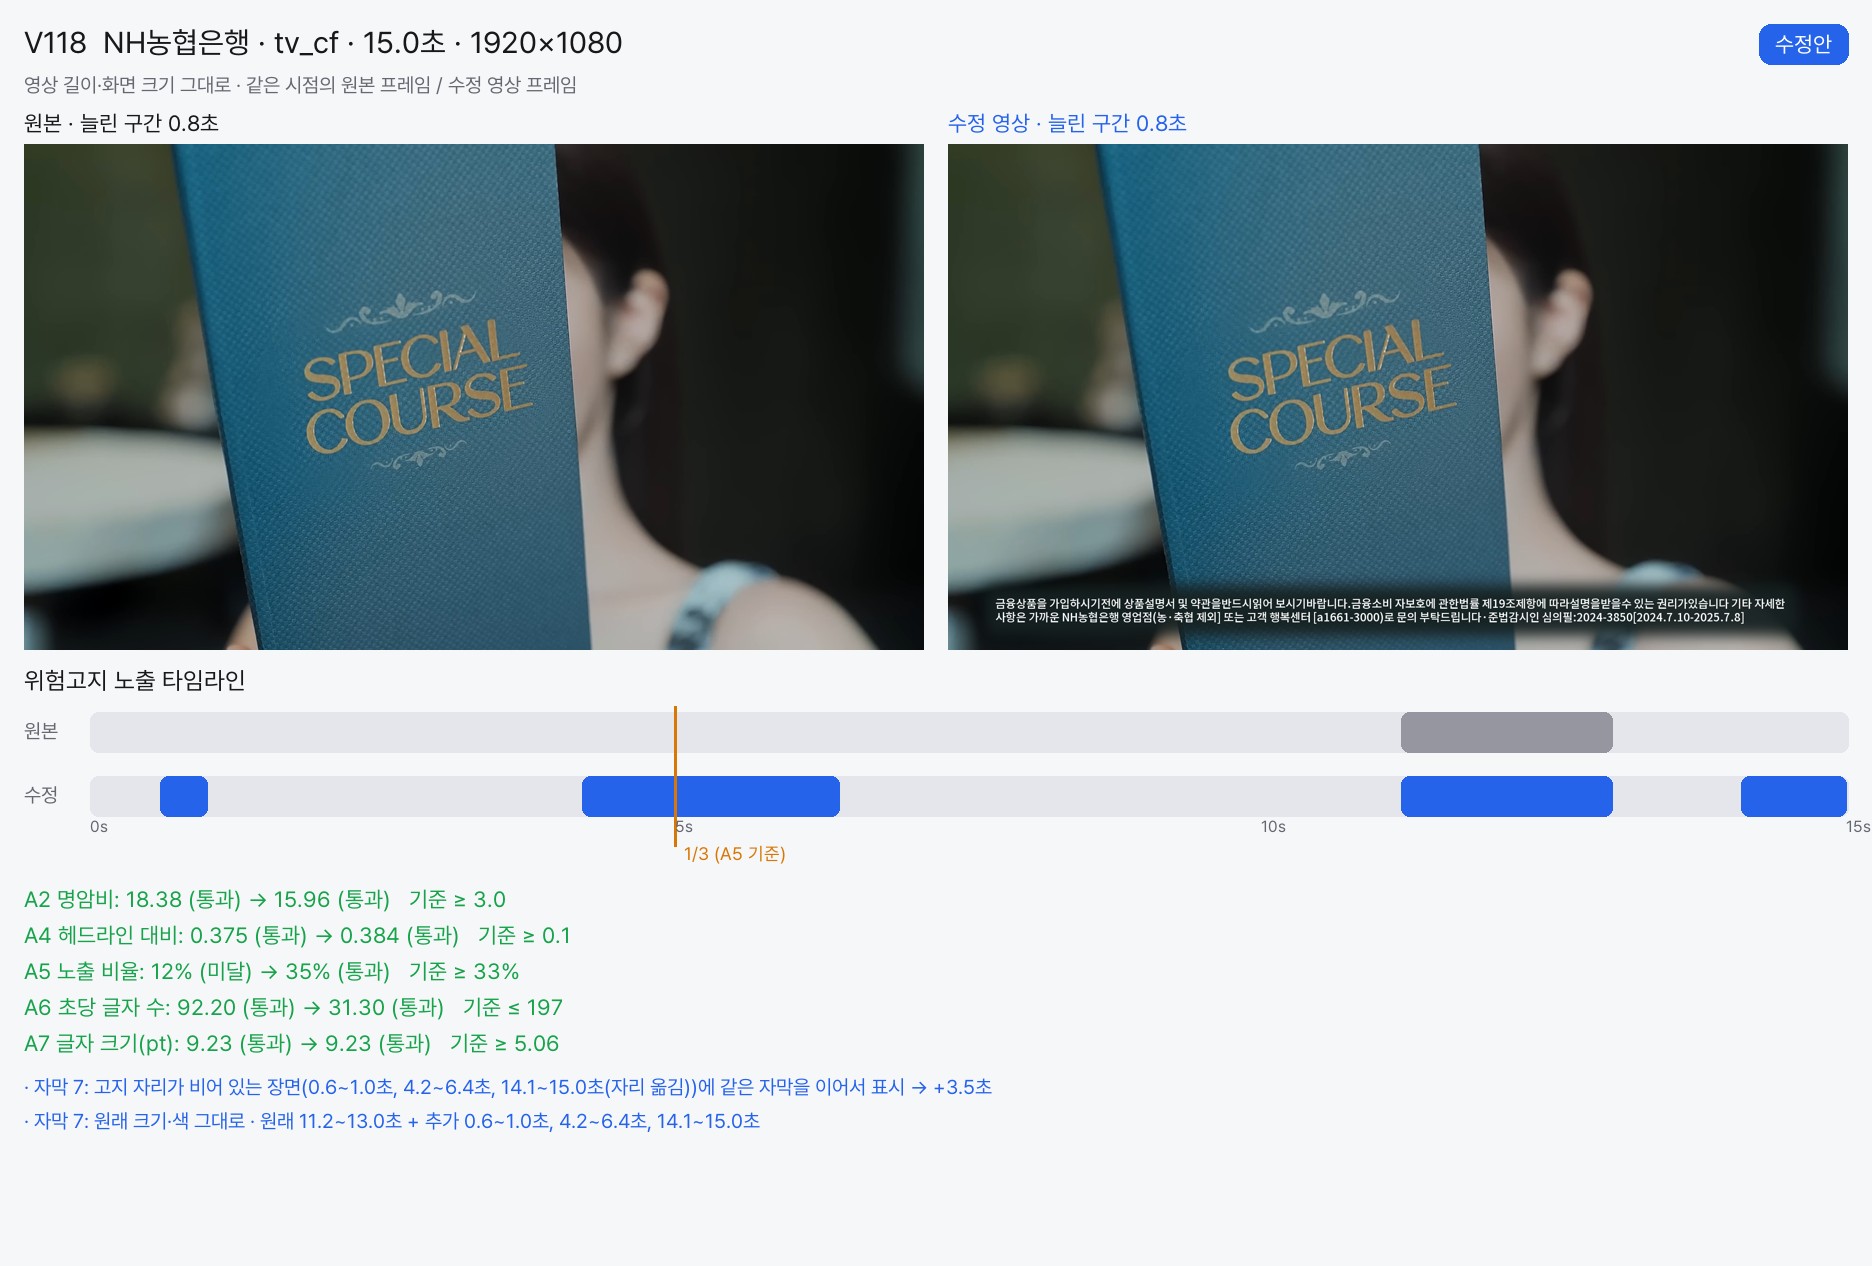 V118 NH농협은행 · tv_cf · 15.0초 · 1920×1080
수정안
영상 길이·화면 크기 그대로 · 같은 시점의 원본 프레임 / 수정 영상 프레임
원본 · 늘린 구간 0.8초
수정 영상 · 늘린 구간 0.8초
SPECIAL
COURSE
SPECIAL
COURSE
금융상품을 가입하시기전에 상품설명서 및 약관을반드시읽어 보시기바랍니다.금융소비 자보호에 관한법률 제19조제항에 따라설명을받을수 있는 권리가있습니다 기타 자세한
사항은 가까운 NH농협은행 영업점(농·축협 제외] 또는 고객 행복센터 [a1661-3000)로 문의 부탁드립니다·준법감시인 심의필:2024-3850[2024.7.10-2025.7.8]
위험고지 노출 타임라인
원본
수정
0s
5s
10s
15s
1/3 (A5 기준)
A2 명암비: 18.38 (통과) → 15.96 (통과) 기준 ≥ 3.0
A4 헤드라인 대비: 0.375 (통과) → 0.384 (통과) 기준 ≥ 0.1
A5 노출 비율: 12% (미달) → 35% (통과) 기준 ≥ 33%
A6 초당 글자 수: 92.20 (통과) → 31.30 (통과) 기준 ≤ 197
A7 글자 크기(pt): 9.23 (통과) → 9.23 (통과) 기준 ≥ 5.06
· 자막 7: 고지 자리가 비어 있는 장면(0.6~1.0초, 4.2~6.4초, 14.1~15.0초(자리 옮김))에 같은 자막을 이어서 표시 → +3.5초
· 자막 7: 원래 크기·색 그대로 · 원래 11.2~13.0초 + 추가 0.6~1.0초, 4.2~6.4초, 14.1~15.0초